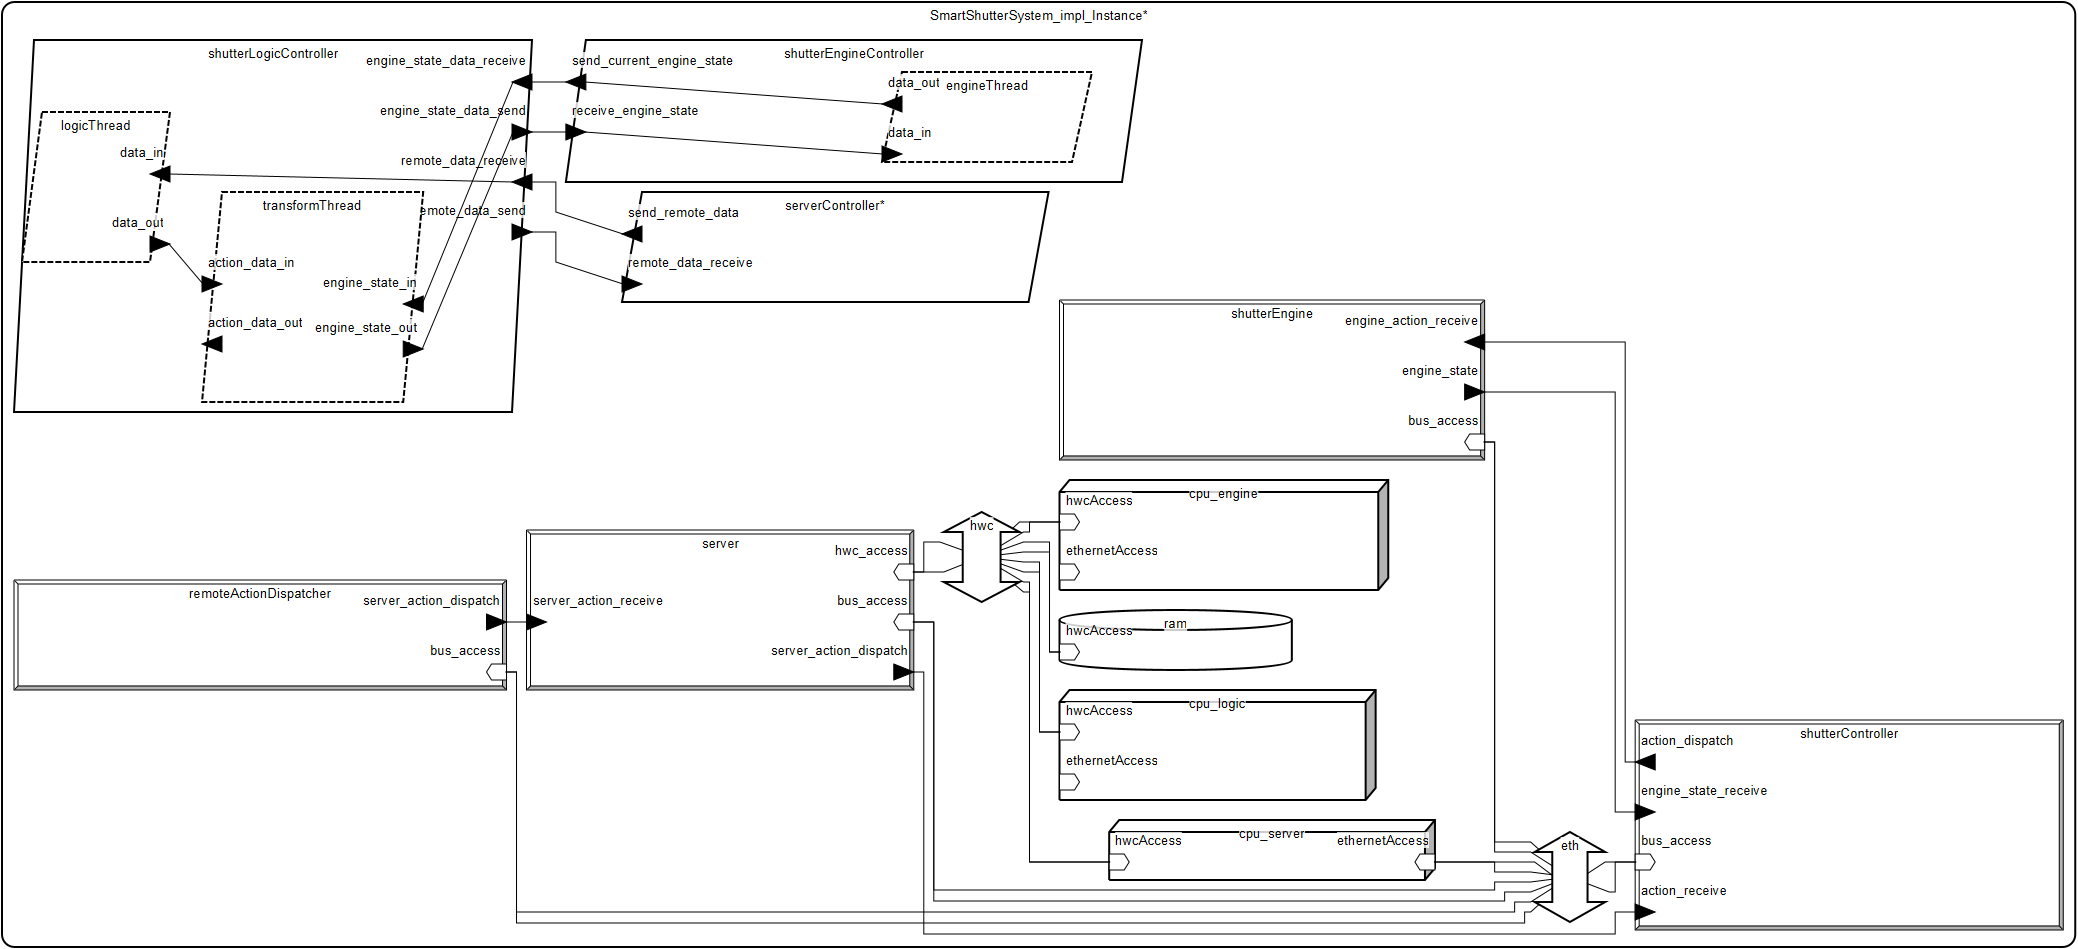 SmartShutterSystem_impl_Instance*
shutterLogicController
engine_state_data_receive
engine_state_data_send
remote_data_receive
emote_data_send
logicThread
data_in
data_out
transformThread
action_data_in
engine_state_in
action_data_out
engine_state_out
shutterEngineController
send_current_engine_state
receive_engine_state
data_out
engineThread
data_in
serverController*
send_remote_data
remote_data_receive
shutterEngine
engine_action_receive
engine_state
bus_access
cpu_engine
hwcAccess
ethernetAccess
hwc
server
hwc_access
server_action_receive
bus_access
server_action_dispatch
remoteActionDispatcher
server_action_dispatch
bus_access
ram
hwcAccess
cpu_logic
hwcAccess
ethernetAccess
cpu_server
hwcAccess
ethernetAccess
eth
shutterController
action_dispatch
engine_state_receive
bus_access
action_receive